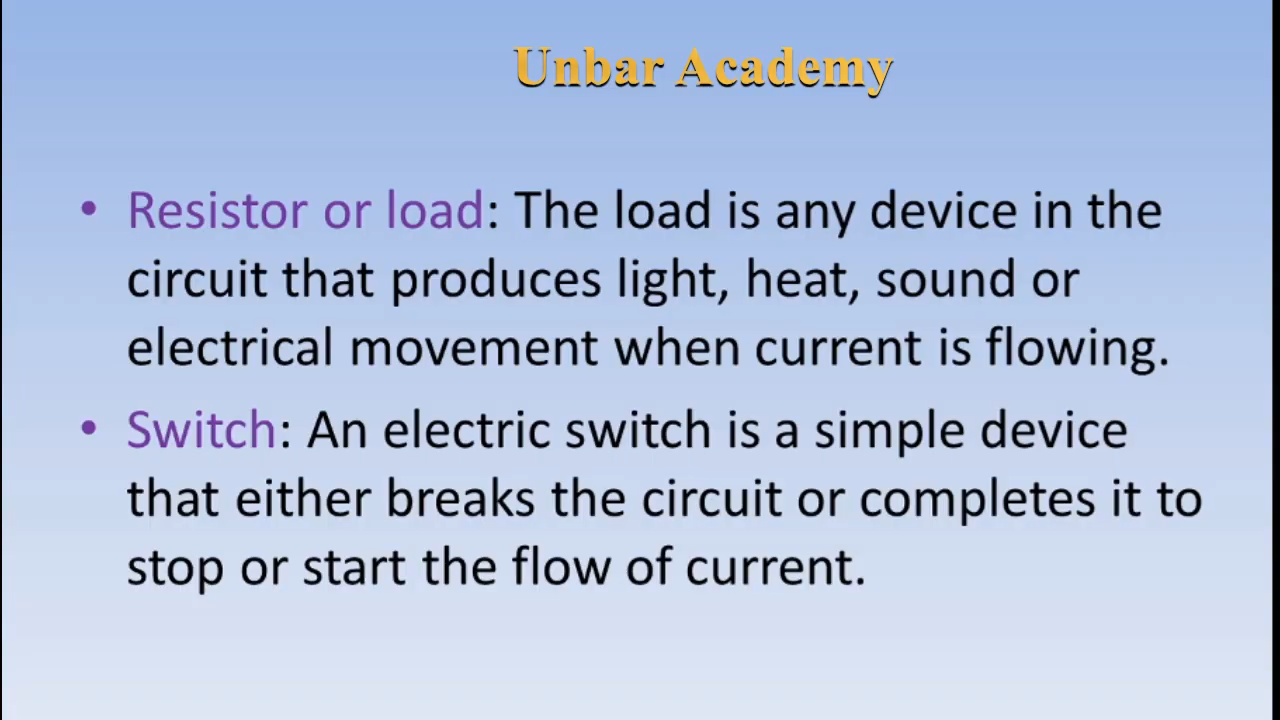 Unbar Academy
• Resistor or load: The load is any device in the
circuit that produces light, heat, sound or
electrical movement when current is flowing.
• Switch: An electric switch is a simple device
that either breaks the circuit or completes it to
stop or start the flow of current.